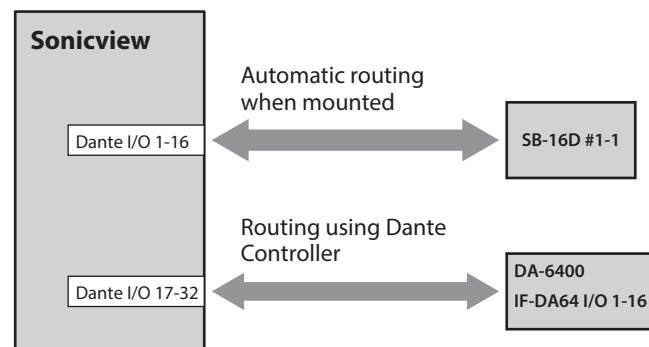 Sonicview
Automatic routing
when mounted
Dante I/O 1-16
SB-16D #1-1
Routing using Dante
Controller
Dante I/O 17-32
DA-6400
IF-DA64 I/O 1-16